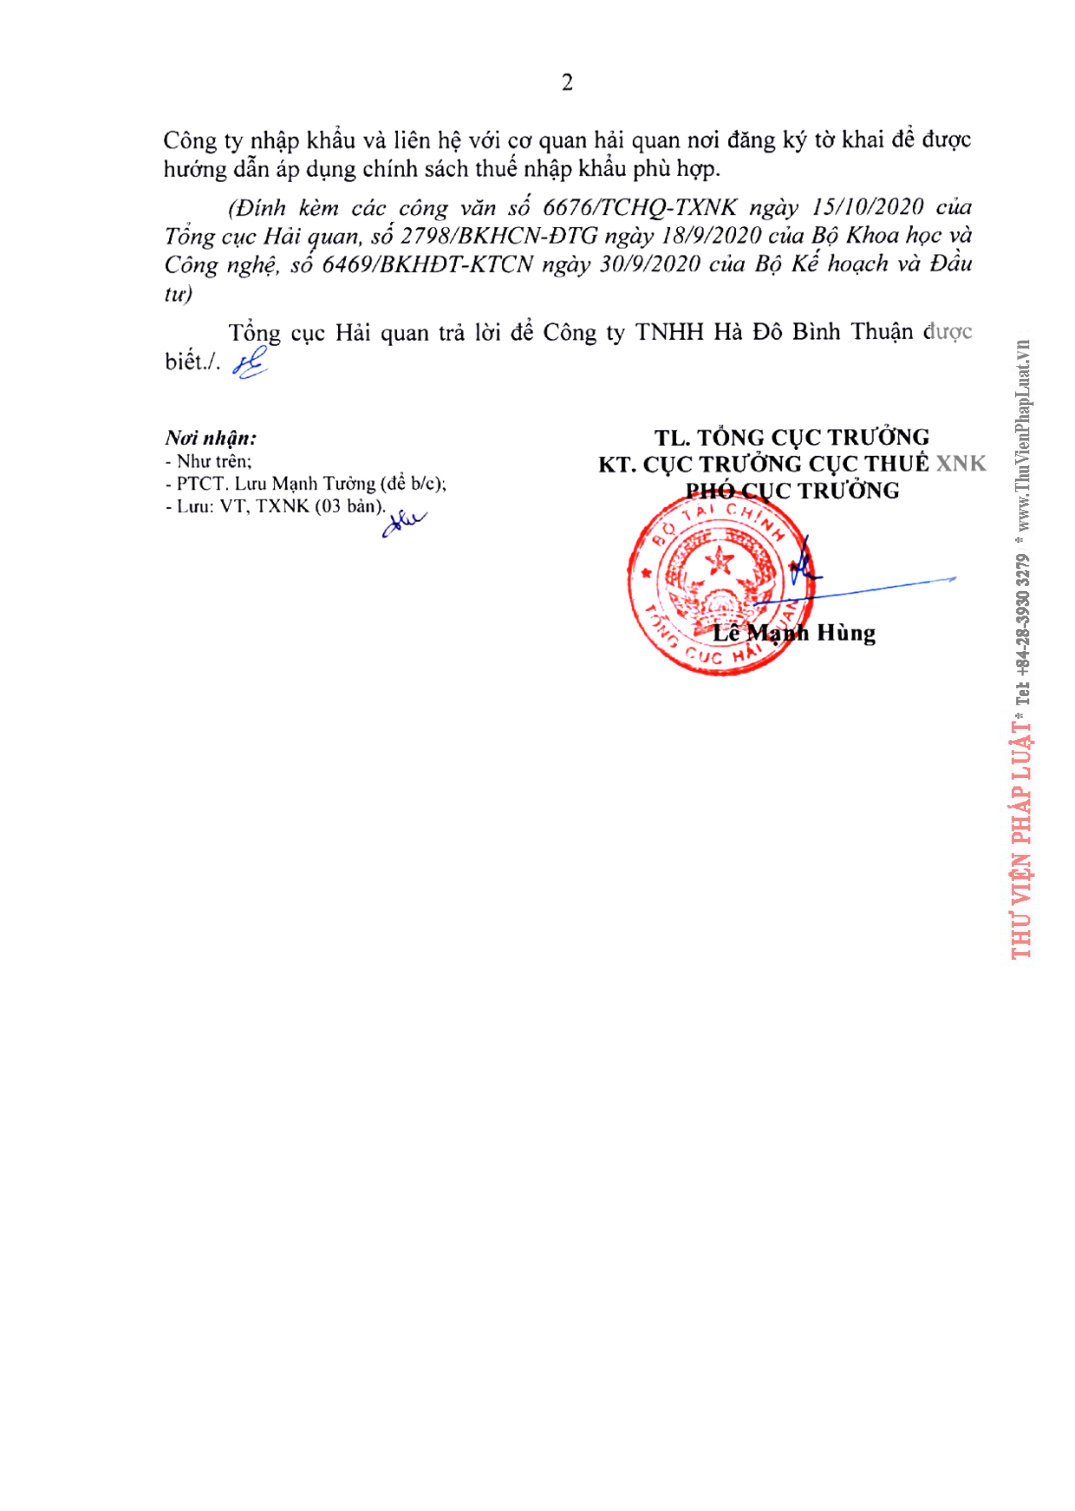 2
Công ty nhập khẩu và liên hệ với cơ quan hải quan nơi đăng ký tờ khai để được
hướng dẫn áp dụng chính sách thuế nhập khẩu phù hợp.
(Đính kèm các công văn số 6676/TCHQ-TXNK ngày 15/10/2020 của
Tổng cục Hải quan, số 2798/BKHCN-ĐTG ngày 18/9/2020 của Bộ Khoa học và
Công nghệ, số 6469/BKHĐT-KTCN ngày 30/9/2020 của Bộ Kế hoạch và Đầu
tư)
Tổng cục Hải quan trả lời để Công ty TNHH Hà Đô Bình Thuận được
biết./.
Nơi nhận:
- Như trên;
- PTCT. Lưu Mạnh Tưởng (để b/c);
- Lưu: VT, TXNK (03 bản).
TL. TỔNG CỤC TRƯỞNG
KT. CỤC TRƯỞNG CỤC THUẾ XNK
PHÓ CỤC TRƯỞNG
BỘ TÀI CHÍNH
TỔNG CỤC HẢI QUAN
Lê Mạnh Hùng
THƯ VIỆN PHÁP LUẬT * Tel: +84-28-3930 3279 * www.ThuVienPhapLuat.vn